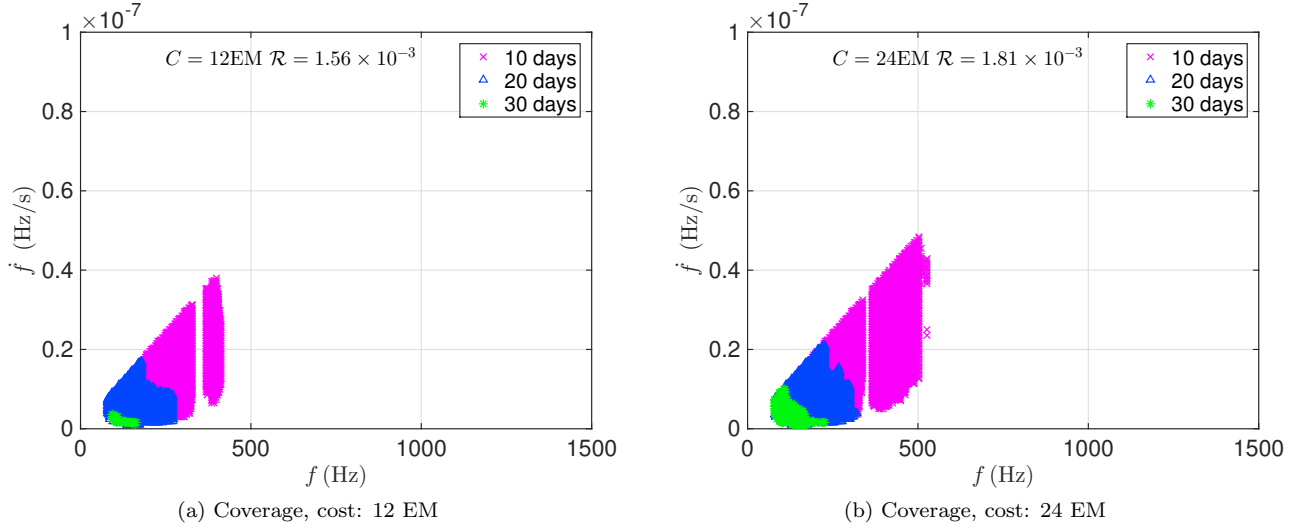 ×10⁻⁷
C = 12EM ℛ = 1.56 × 10⁻³
10 days
20 days
30 days
1
0.8
0.6
0.4
0.2
0
ḟ (Hz/s)
0 500 1000 1500
f (Hz)
(a) Coverage, cost: 12 EM
×10⁻⁷
C = 24EM ℛ = 1.81 × 10⁻³
10 days
20 days
30 days
1
0.8
0.6
0.4
0.2
0
ḟ (Hz/s)
0 500 1000 1500
f (Hz)
(b) Coverage, cost: 24 EM